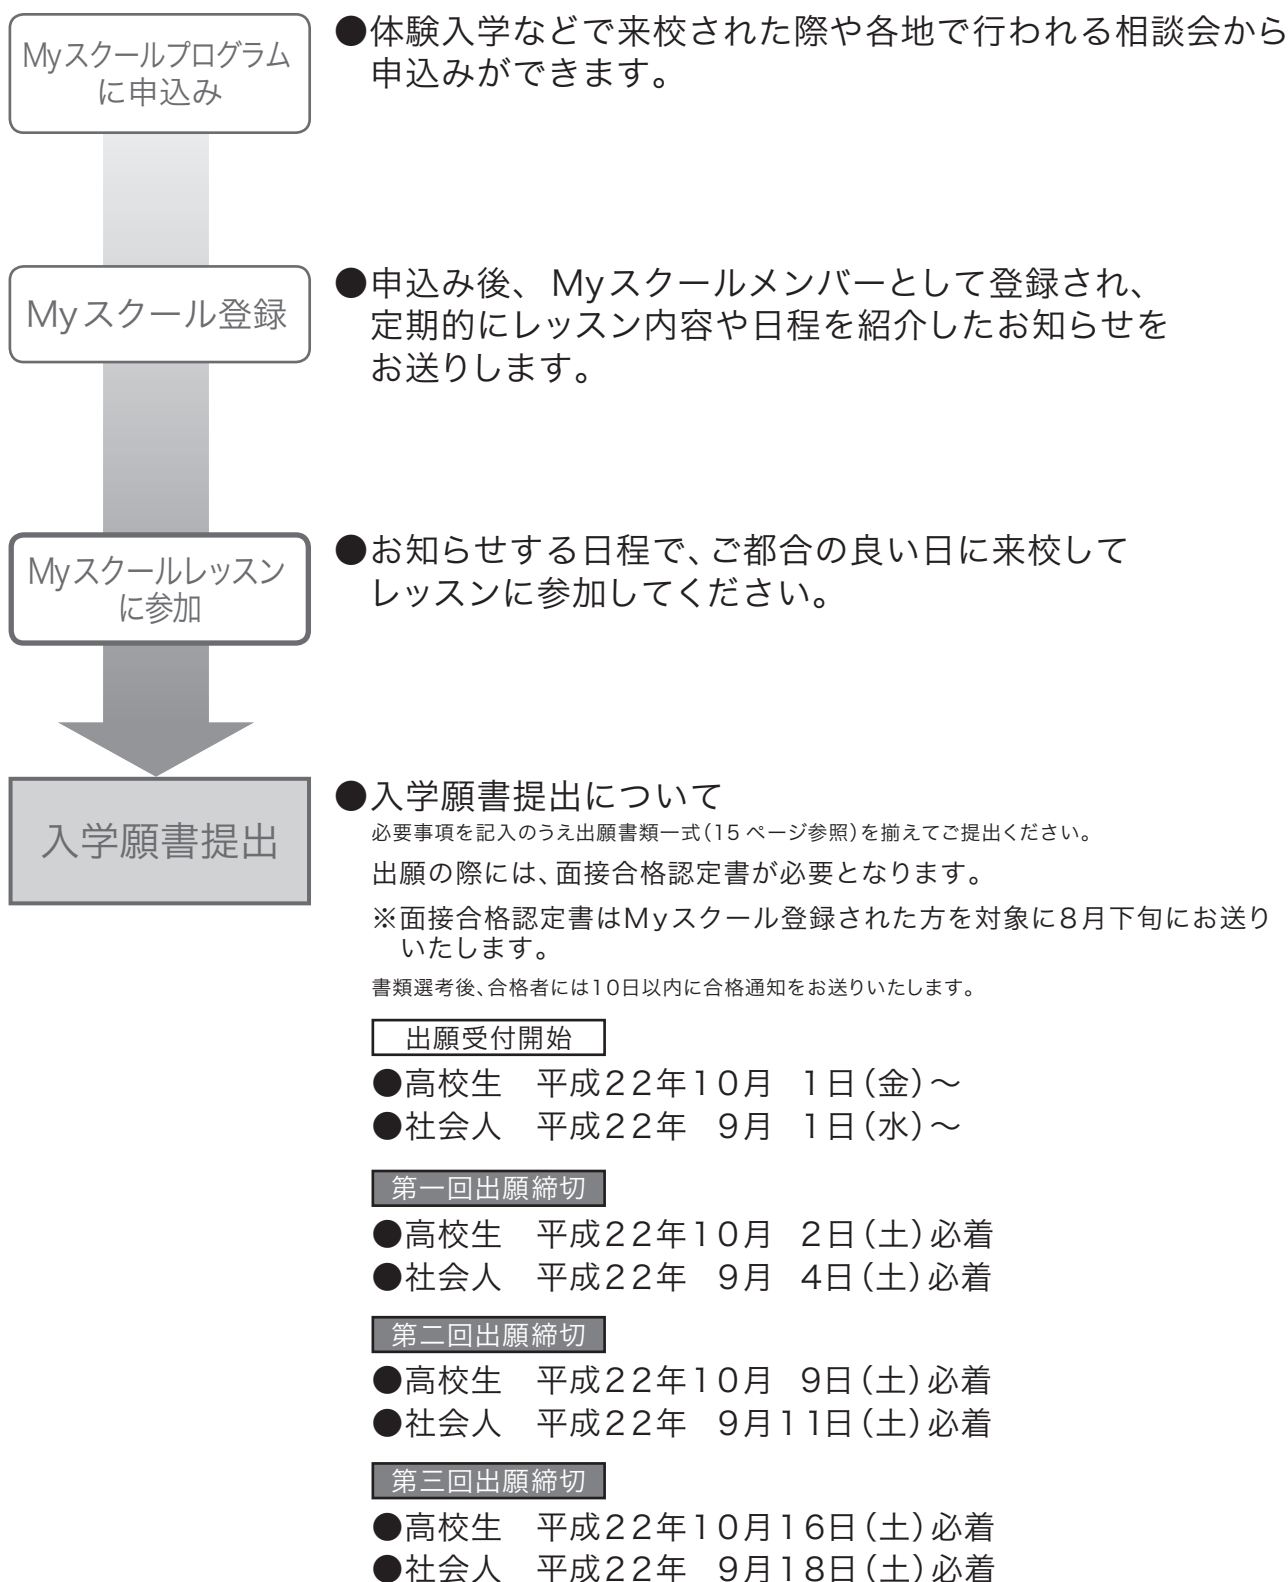 Myスクールプログラム
に申込み
●体験入学などで来校された際や各地で行われる相談会から
申込みができます。
Myスクール登録
●申込み後、Myスクールメンバーとして登録され、
定期的にレッスン内容や日程を紹介したお知らせを
お送りします。
Myスクールレッスン
に参加
●お知らせする日程で、ご都合の良い日に来校して
レッスンに参加してください。
入学願書提出
●入学願書提出について
必要事項を記入のうえ出願書類一式(15 ページ参照)を揃えてご提出ください。
出願の際には、面接合格認定書が必要となります。
※面接合格認定書はMyスクール登録された方を対象に8月下旬にお送り
いたします。
書類選考後、合格者には10日以内に合格通知をお送りいたします。
出願受付開始
●高校生 平成22年10月 1日(金)~
●社会人 平成22年 9月 1日(水)~
第一回出願締切
●高校生 平成22年10月 2日(土)必着
●社会人 平成22年 9月 4日(土)必着
第二回出願締切
●高校生 平成22年10月 9日(土)必着
●社会人 平成22年 9月11日(土)必着
第三回出願締切
●高校生 平成22年10月16日(土)必着
●社会人 平成22年 9月18日(土)必着